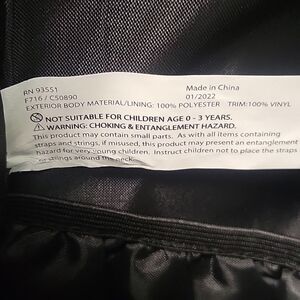 RN 93551
Made in China
F716 / C50890
01/2022
EXTERIOR BODY MATERIAL/LINING: 100% POLYESTER TRIM:100% VINYL
NOT SUITABLE FOR CHILDREN AGE 0 - 3 YEARS.
WARNING: CHOKING & ENTANGLEMENT HAZARD.
This product may contain small parts. As with all items containing
straps and strings, if misused, this product may present an entanglement
hazard for very young children. Instruct children not to place the straps
or strings around the neck.